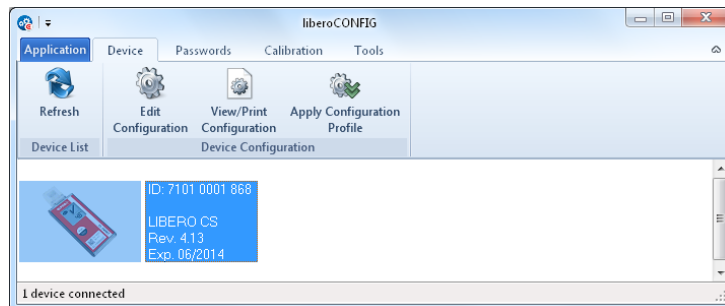 liberoCONFIG
Application Device Passwords Calibration Tools
Refresh
Edit Configuration
View/Print Configuration
Apply Configuration Profile
Device List
Device Configuration
ID: 7101 0001 868
LIBERO CS
Rev. 4.13
Exp. 06/2014
1 device connected